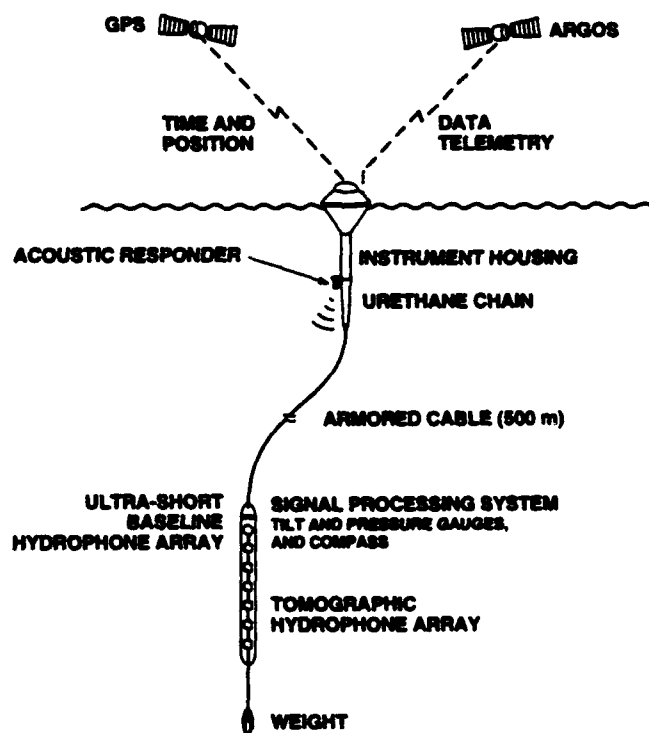 GPS
ARGOS
TIME AND
POSITION
DATA
TELEMETRY
ACOUSTIC RESPONDER
INSTRUMENT HOUSING
URETHANE CHAIN
ARMORED CABLE (500 m)
ULTRA-SHORT
BASELINE
HYDROPHONE ARRAY
SIGNAL PROCESSING SYSTEM
TILT AND PRESSURE GAUGES,
AND COMPASS
TOMOGRAPHIC
HYDROPHONE ARRAY
WEIGHT